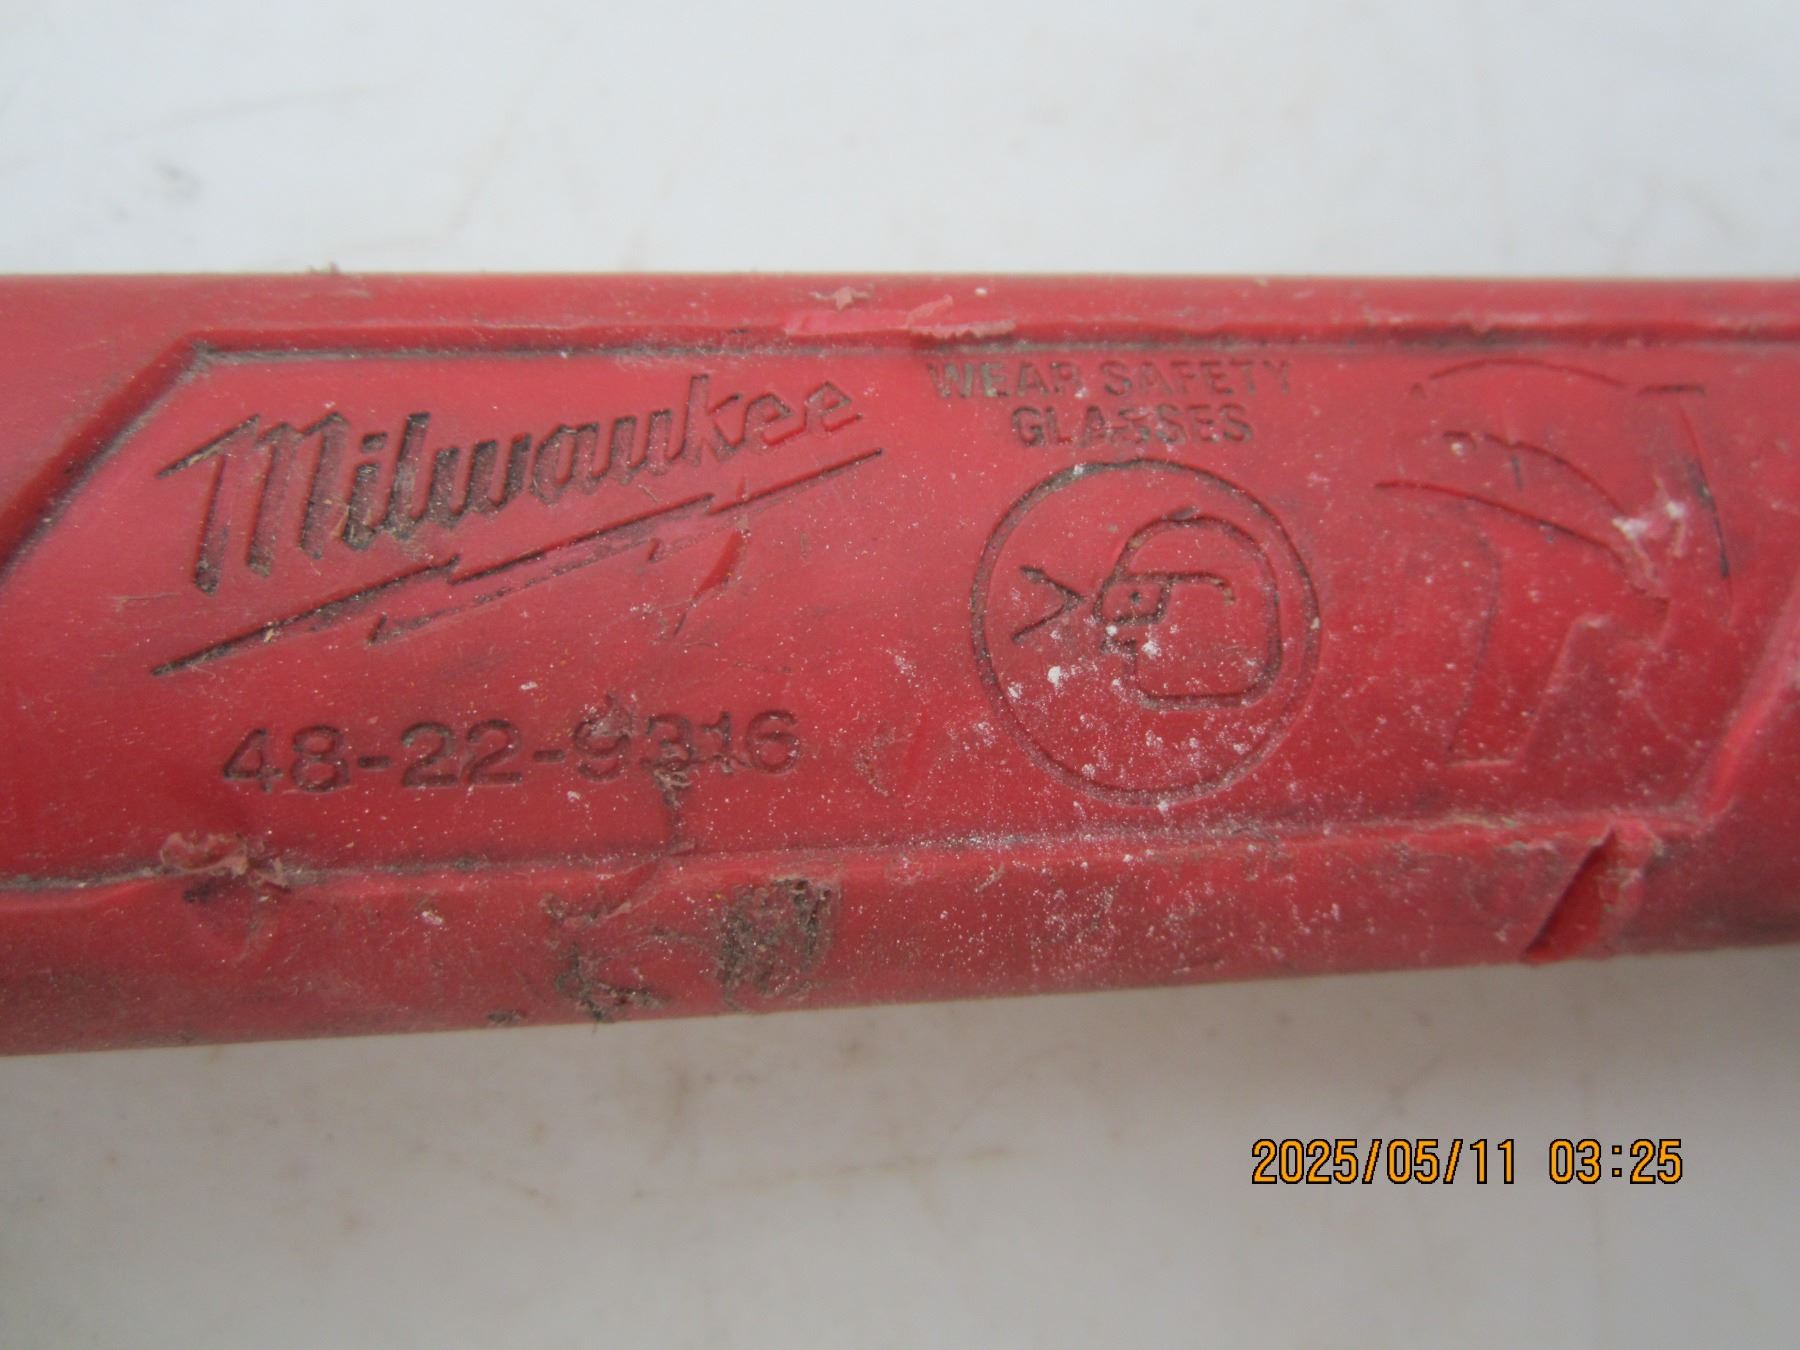 Milwaukee
WEAR SAFETY
GLASSES
48-22-9316
2025/05/11 03:25